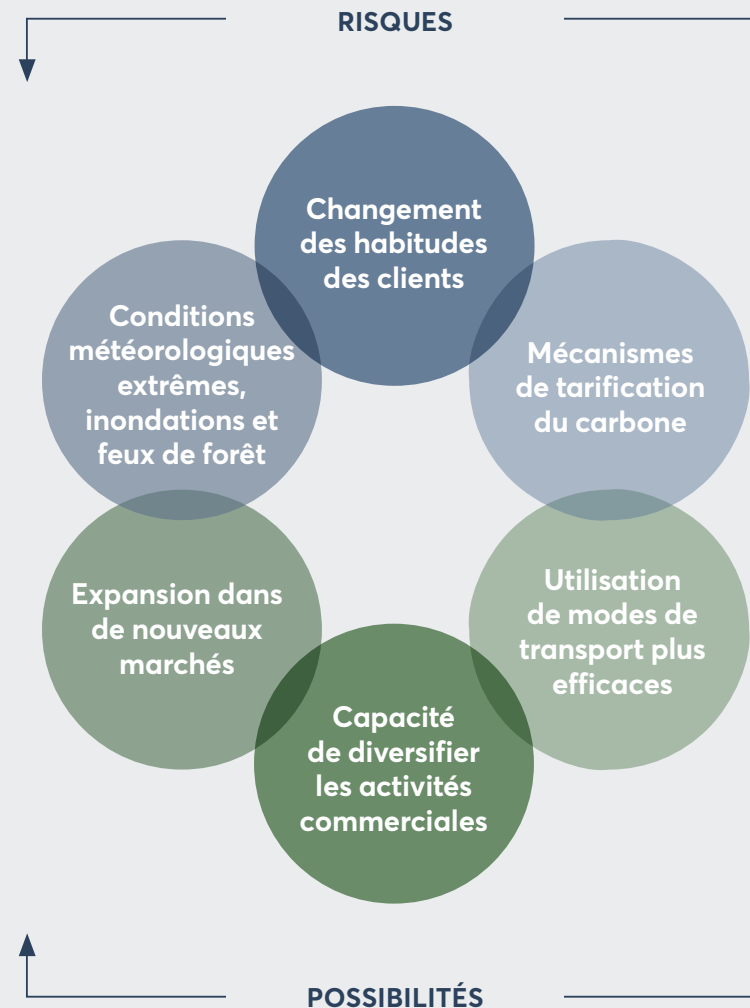 RISQUES
Changement
des habitudes
des clients
Conditions
météorologiques
extrêmes,
inondations et
feux de forêt
Mécanismes
de tarification
du carbone
Expansion dans
de nouveaux
marchés
Utilisation
de modes de
transport plus
efficaces
Capacité
de diversifier
les activités
commerciales
POSSIBILITÉS